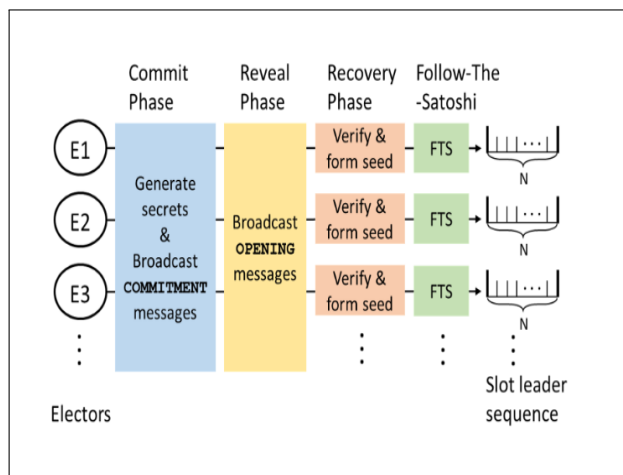 Commit
Phase
Reveal
Phase
Recovery
Phase
Follow-The
-Satoshi
E1
E2
E3
Generate
secrets
&
Broadcast
COMMITMENT
messages
Broadcast
OPENING
messages
Verify &
form seed
FTS
N
Verify &
form seed
FTS
N
Verify &
form seed
FTS
N
Electors
Slot leader
sequence